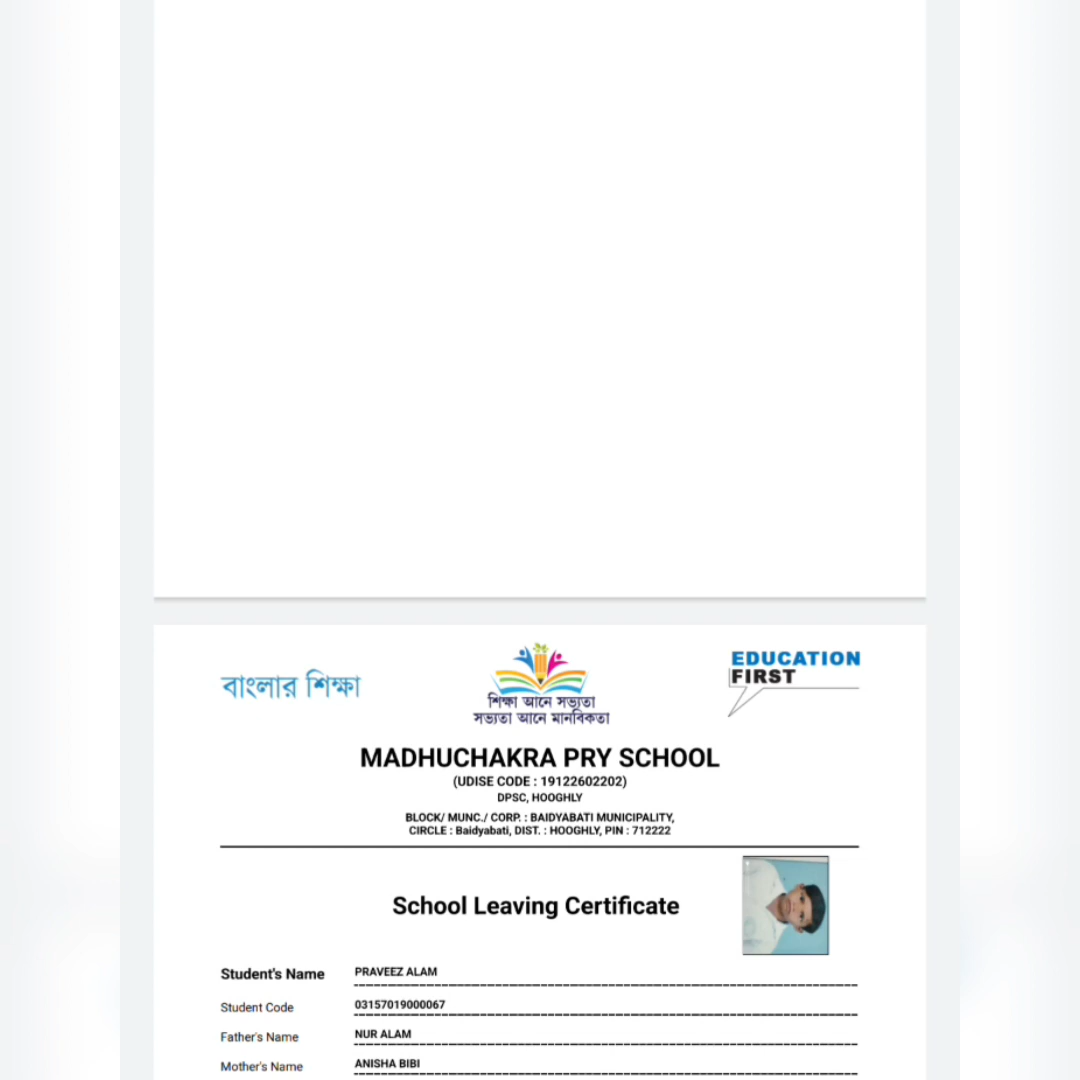 বাংলার শিক্ষা
শিক্ষা আনে সভ্যতা
সভ্যতা আনে মানবিকতা
EDUCATION
FIRST
MADHUCHAKRA PRY SCHOOL
(UDISE CODE : 19122602202)
DPSC, HOOGHLY
BLOCK/ MUNC./ CORP. : BAIDYABATI MUNICIPALITY,
CIRCLE : Baidyabati, DIST. : HOOGHLY, PIN : 712222
School Leaving Certificate
Student's Name PRAVEEZ ALAM
Student Code 03157019000067
Father's Name NUR ALAM
Mother's Name ANISHA BIBI